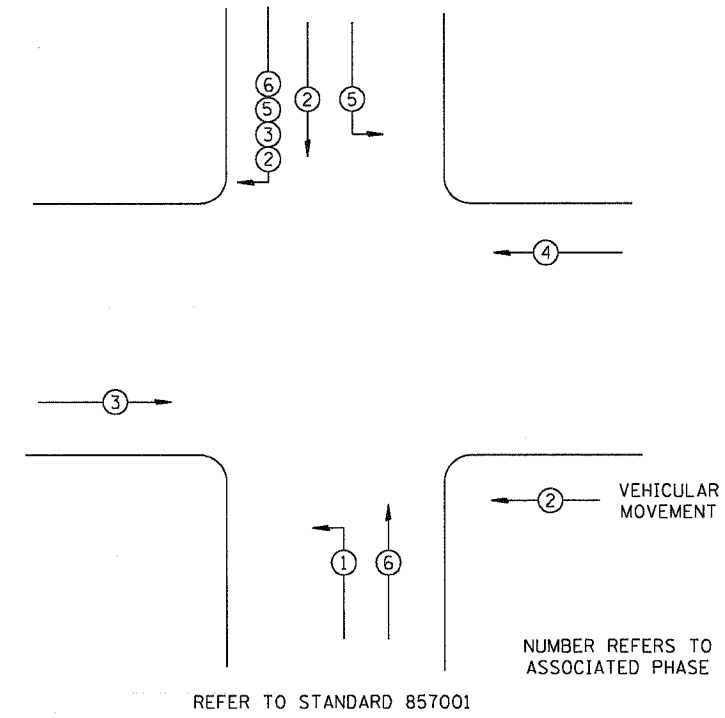 6
5
3
2
2
5
4
3
2 VEHICULAR
MOVEMENT
1
6
NUMBER REFERS TO
ASSOCIATED PHASE
REFER TO STANDARD 857001